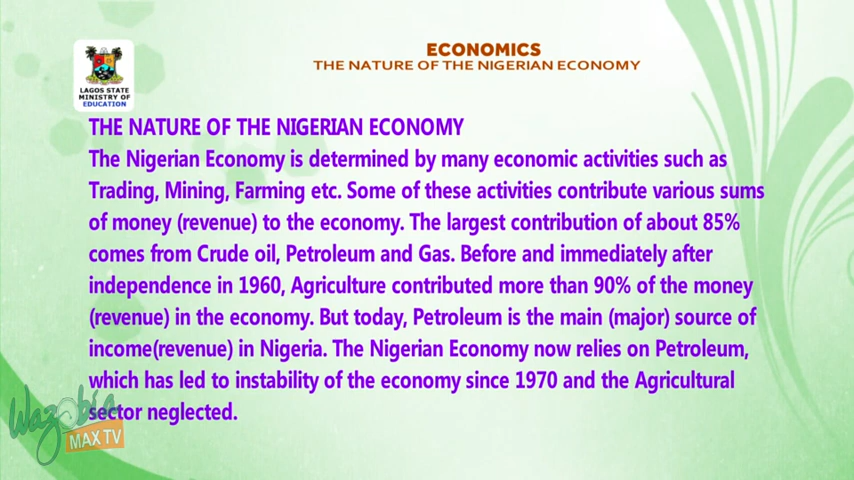 ECONOMICS
THE NATURE OF THE NIGERIAN ECONOMY
LAGOS STATE
MINISTRY OF
EDUCATION
THE NATURE OF THE NIGERIAN ECONOMY
The Nigerian Economy is determined by many economic activities such as
Trading, Mining, Farming etc. Some of these activities contribute various sums
of money (revenue) to the economy. The largest contribution of about 85%
comes from Crude oil, Petroleum and Gas. Before and immediately after
independence in 1960, Agriculture contributed more than 90% of the money
(revenue) in the economy. But today, Petroleum is the main (major) source of
income(revenue) in Nigeria. The Nigerian Economy now relies on Petroleum,
which has led to instability of the economy since 1970 and the Agricultural
sector neglected.
Wazobia
MAX TV